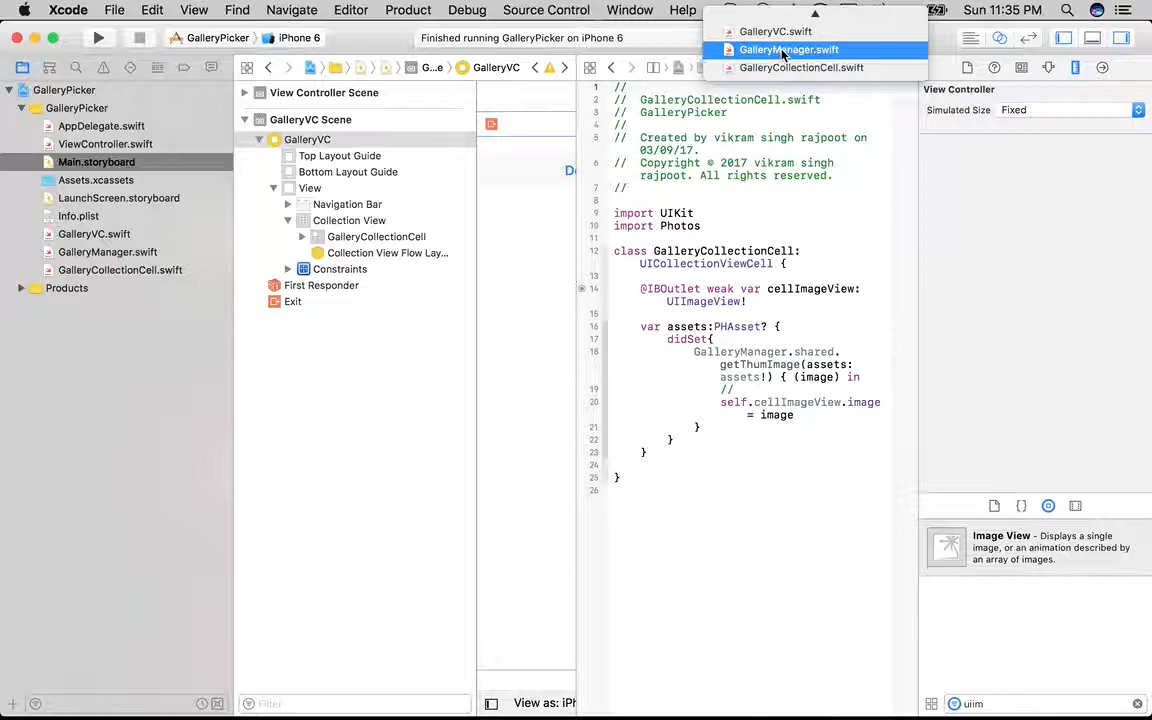 Xcode File Edit View Find Navigate Editor Product Debug Source Control Window Help Sun 11:35 PM
GalleryVC.swift
GalleryManager.swift
GalleryCollectionCell.swift
GalleryPicker iPhone 6
Finished running GalleryPicker on iPhone 6
G...e GalleryVC
GalleryPicker
GalleryPicker
AppDelegate.swift
ViewController.swift
Main.storyboard
Assets.xcassets
LaunchScreen.storyboard
Info.plist
GalleryVC.swift
GalleryManager.swift
GalleryCollectionCell.swift
Products
View Controller Scene
GalleryVC Scene
GalleryVC
Top Layout Guide
Bottom Layout Guide
View
Navigation Bar
Collection View
GalleryCollectionCell
Collection View Flow Lay...
Constraints
First Responder
Exit
Filter
View as: iPh
1 //
2 // GalleryCollectionCell.swift
3 // GalleryPicker
4 //
5 // Created by vikram singh rajpoot on
03/09/17.
6 // Copyright © 2017 vikram singh
rajpoot. All rights reserved.
7 //
8
9 import UIKit
10 import Photos
11
12 class GalleryCollectionCell:
UICollectionViewCell {
13
14 @IBOutlet weak var cellImageView:
UIImageView!
15
16 var assets:PHAsset? {
17 didSet{
18 GalleryManager.shared.
getThumImage(assets:
assets!) { (image) in
19 //
20 self.cellImageView.image
= image
21 }
22 }
23 }
24
25 }
26
View Controller
Simulated Size Fixed
Image View - Displays a single
image, or an animation described by
an array of images.
uiim